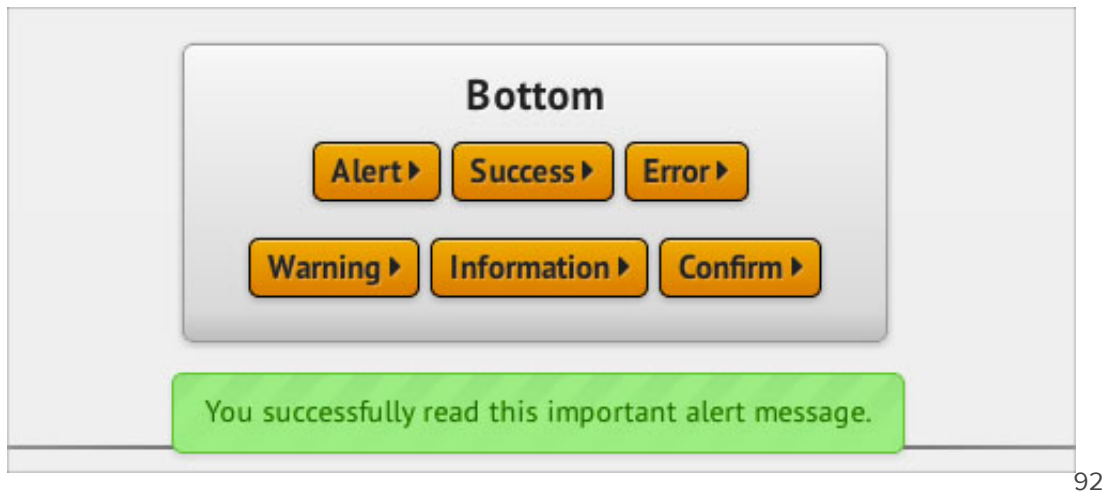 Bottom
Alert Success Error
Warning Information Confirm
You successfully read this important alert message.
92